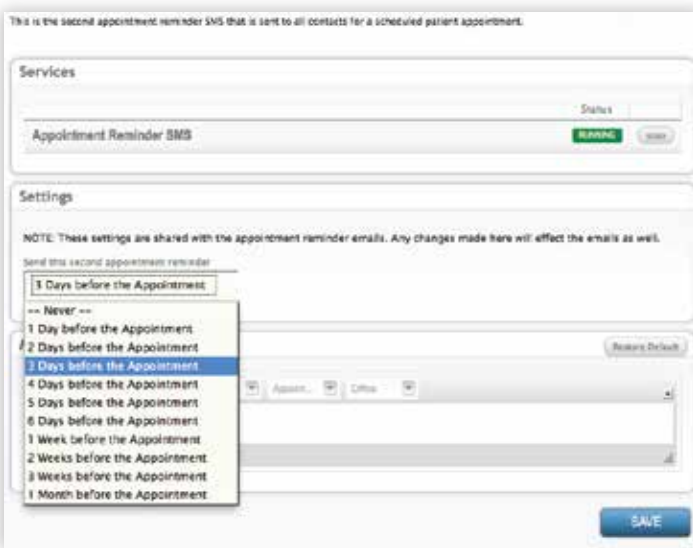 This is the second appointment reminder SMS that is sent to all contacts for a scheduled patient appointment.
Services
Status
Appointment Reminder SMS
RUNNING
Settings
NOTE: These settings are shared with the appointment reminder emails. Any changes made here will effect the emails as well.
Send this second appointment reminder
3 Days before the Appointment
-- Never --
1 Day before the Appointment
2 Days before the Appointment
3 Days before the Appointment
Restore Default
4 Days before the Appointment
Appoint... Office
5 Days before the Appointment
6 Days before the Appointment
1 Week before the Appointment
2 Weeks before the Appointment
3 Weeks before the Appointment
1 Month before the Appointment
SAVE